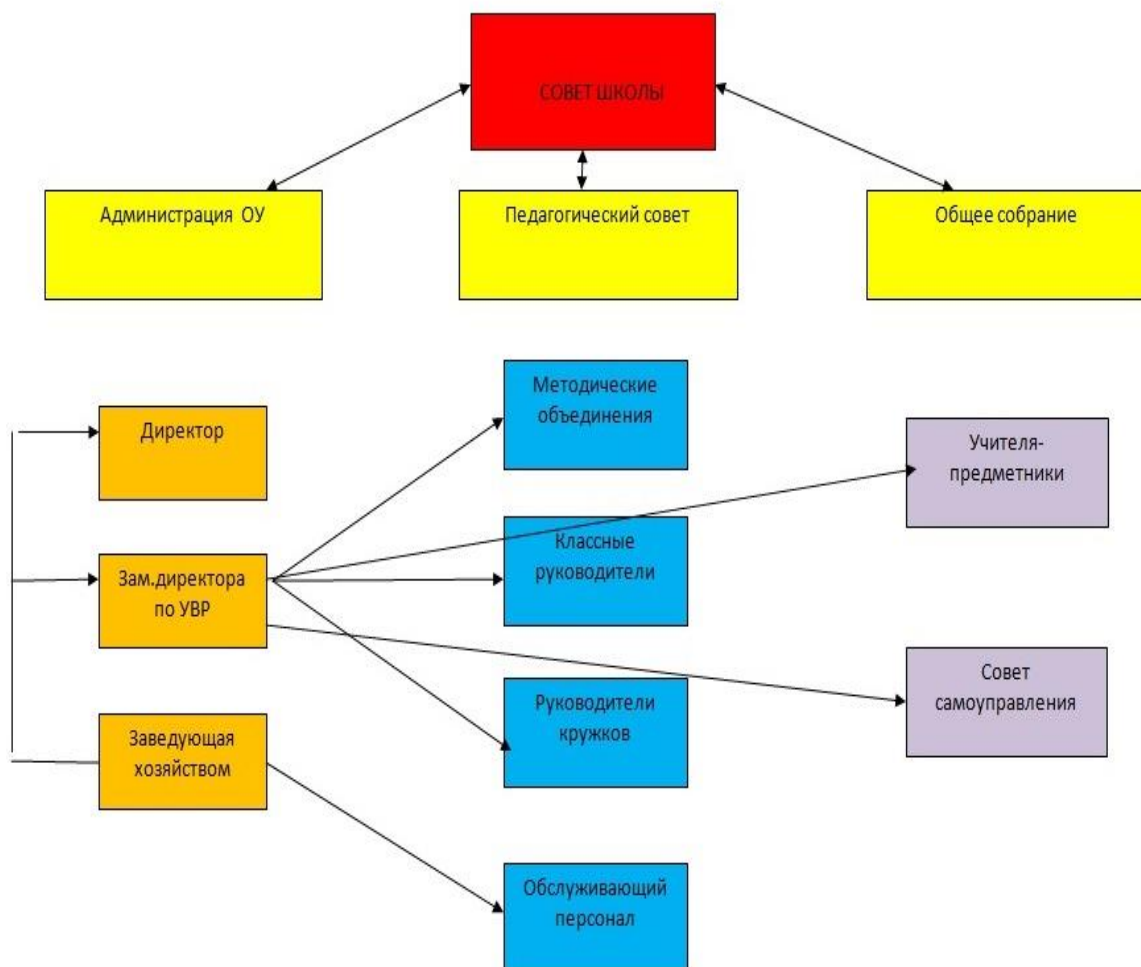 СОВЕТ ШКОЛЫ
Администрация ОУ
Педагогический совет
Общее собрание
Методические
объединения
Директор
Учителя-
предметники
Классные
руководители
Зам.директора
по УВР
Совет
самоуправления
Руководители
кружков
Заведующая
хозяйством
Обслуживающий
персонал